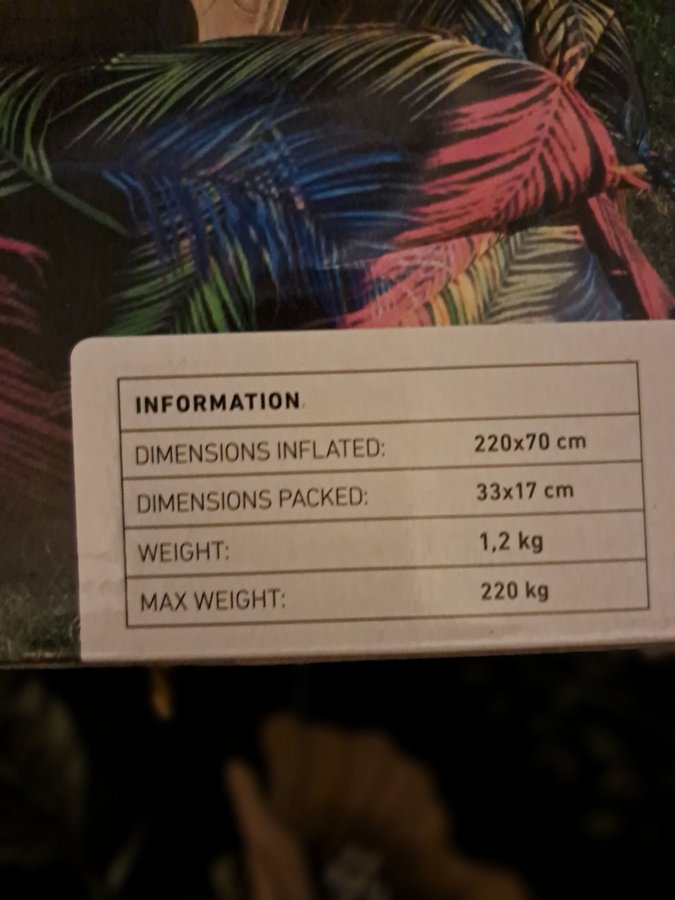 INFORMATION
DIMENSIONS INFLATED: 220x70 cm
DIMENSIONS PACKED: 33x17 cm
WEIGHT: 1,2 kg
MAX WEIGHT: 220 kg